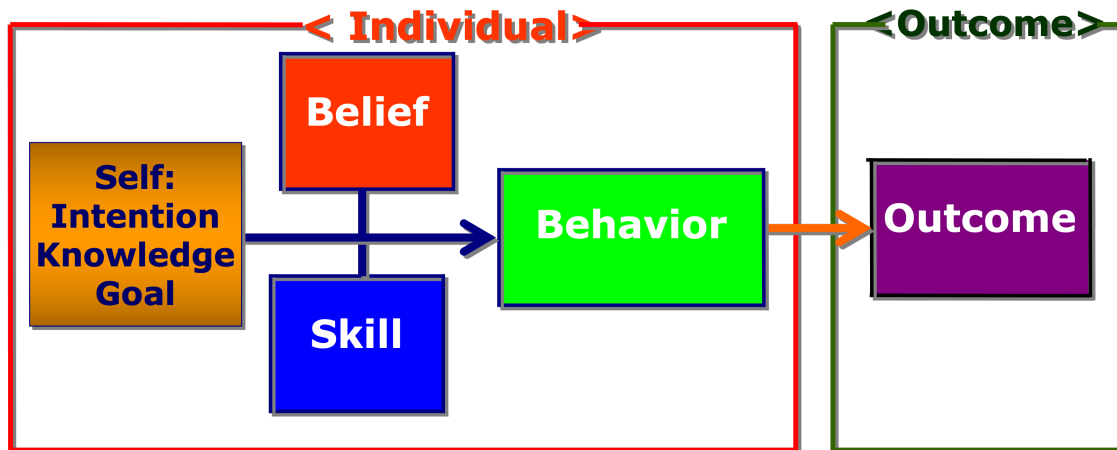 < Individual>
<Outcome>
Belief
Self:
Intention
Knowledge
Goal
Behavior
Outcome
Skill